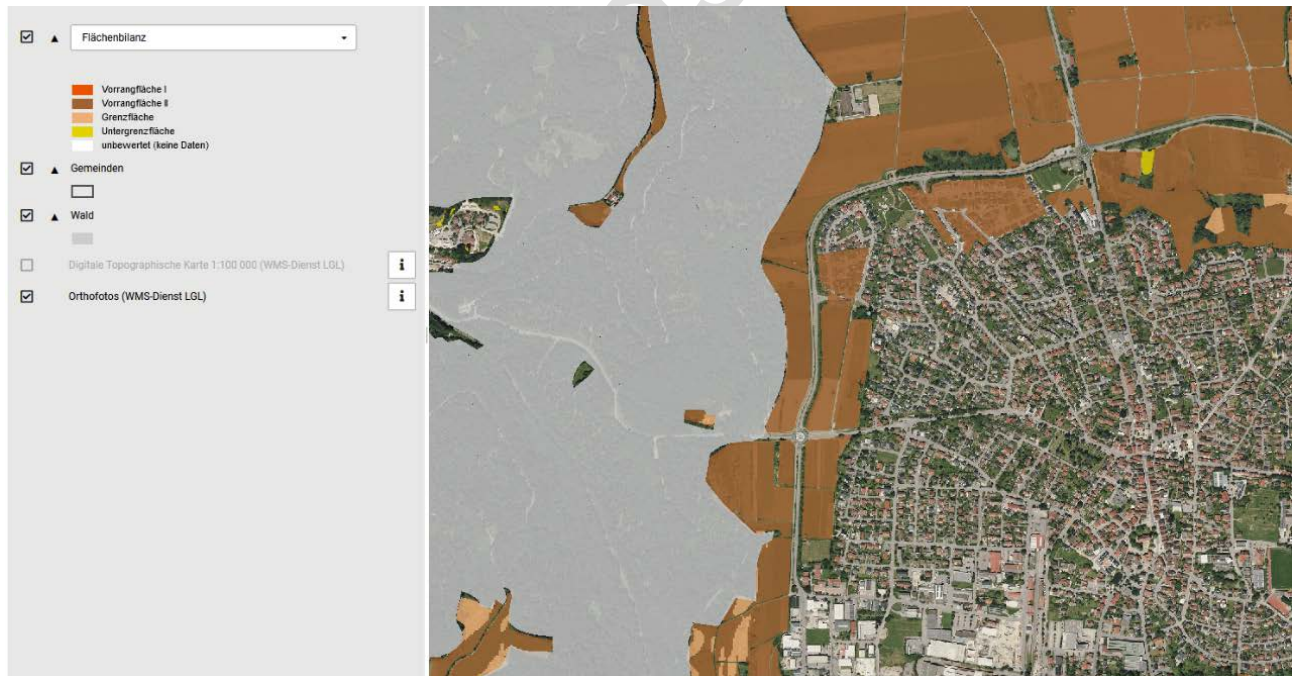 Flächenbilanz
Vorrangfläche I
Vorrangfläche II
Grenzfläche
Untergrenzfläche
unbewertet (keine Daten)
Gemeinden
Wald
Digitale Topographische Karte 1:100 000 (WMS-Dienst LGL)
i
Orthofotos (WMS-Dienst LGL)
i